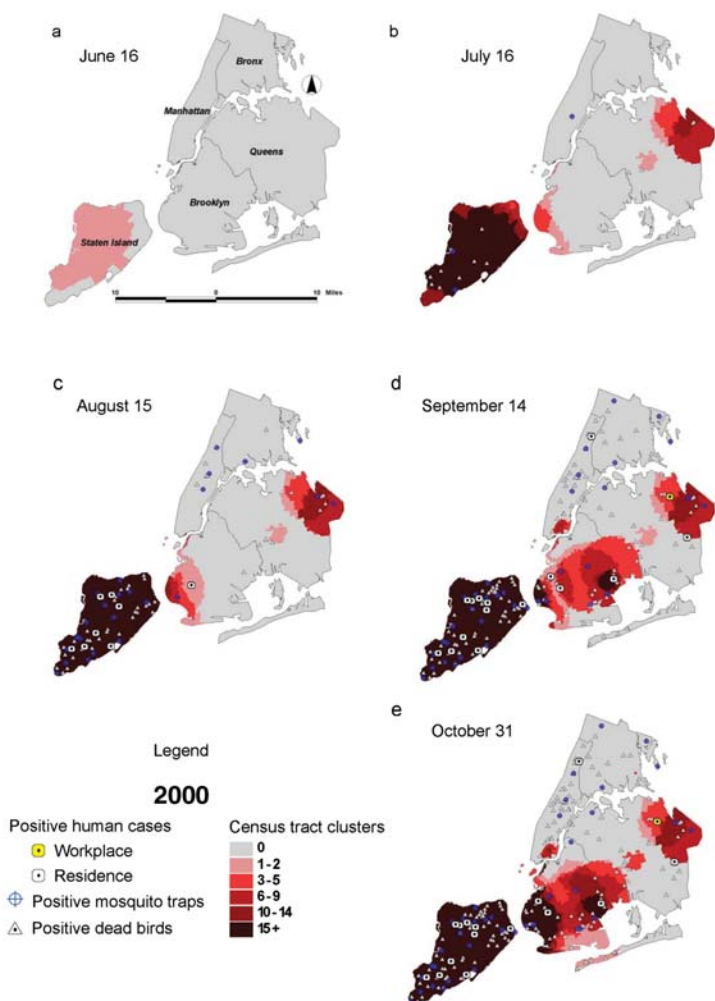 a
June 16
Bronx
Manhattan
Queens
Brooklyn
Staten Island
10 0 10 Miles
b
July 16
c
August 15
d
September 14
e
October 31
Legend
2000
Positive human cases
Workplace
Residence
Positive mosquito traps
Positive dead birds
Census tract clusters
0
1-2
3-5
6-9
10-14
15+